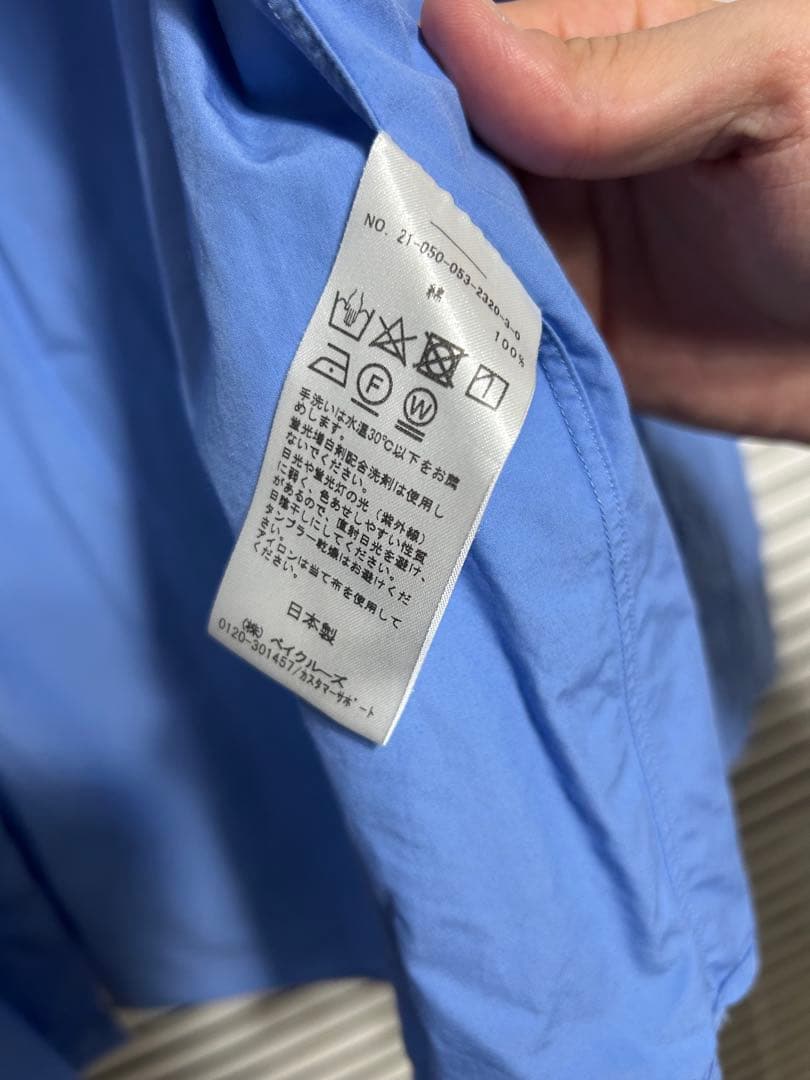 NO. 21-050-053-2320-3-0
綿 100%
F W
手洗いは水温30℃以下をお勧
めします。
蛍光増白剤配合洗剤は使用し
ないでください。
日光や蛍光灯の光（紫外線）
に弱く、色あせしやすい性質
があるので、直射日光を避け、
日陰干しにしてください。
タンブラー乾燥はお避けくだ
さい。
アイロンは当て布を使用して
ください。
日本製
(株) ベイクルーズ
0120-301457/カスタマーサポート